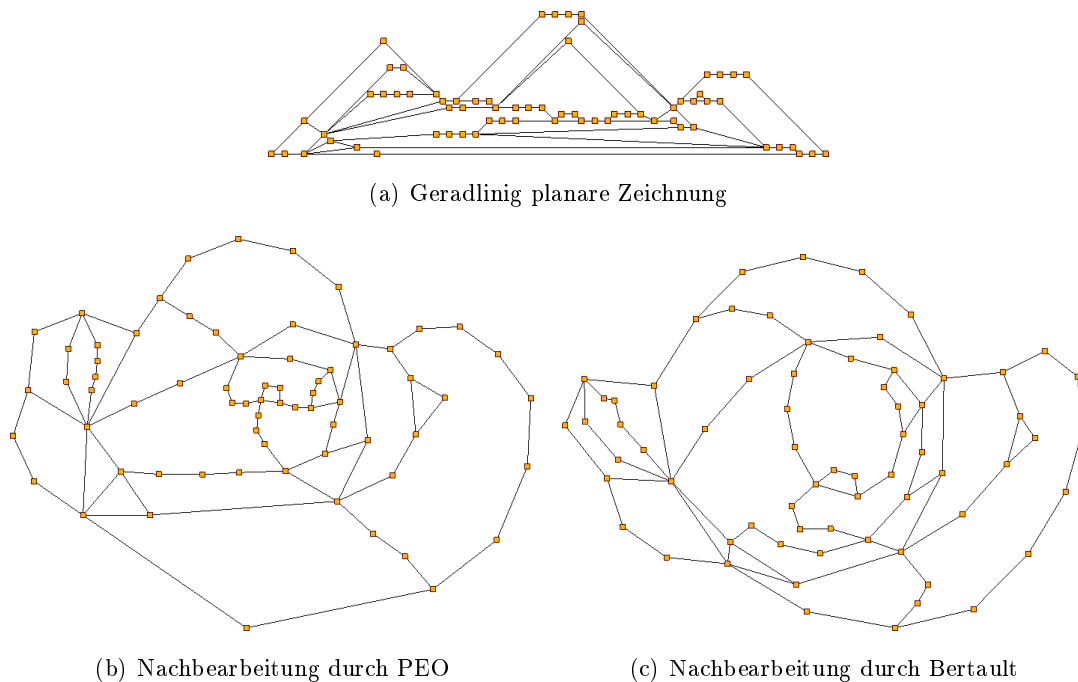 (a) Geradlinig planare Zeichnung
(b) Nachbearbeitung durch PEO
(c) Nachbearbeitung durch Bertault